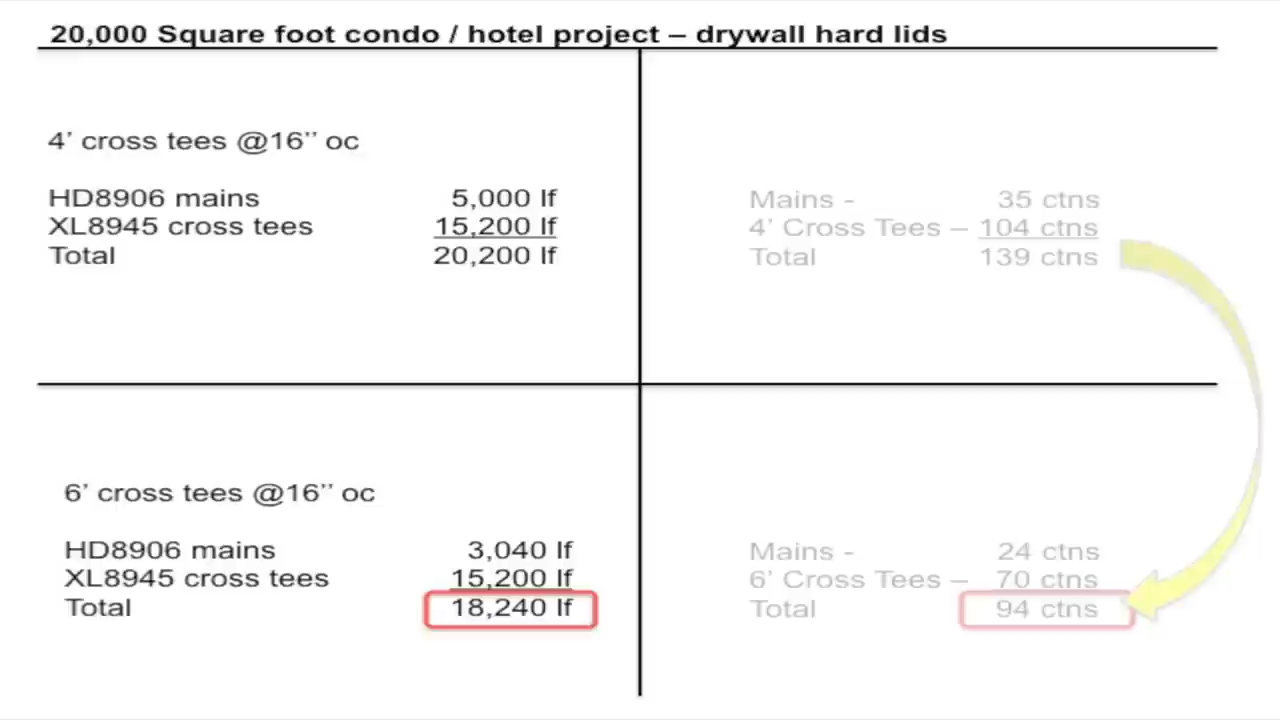 20,000 Square foot condo / hotel project – drywall hard lids
4’ cross tees @16’’ oc
HD8906 mains 5,000 lf
XL8945 cross tees 15,200 lf
Total 20,200 lf
Mains - 35 ctns
4’ Cross Tees – 104 ctns
Total 139 ctns
6’ cross tees @16’’ oc
HD8906 mains 3,040 lf
XL8945 cross tees 15,200 lf
Total 18,240 lf
Mains - 24 ctns
6’ Cross Tees – 70 ctns
Total 94 ctns